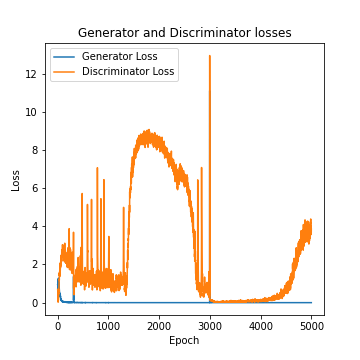 Generator and Discriminator losses
Generator Loss
Discriminator Loss
12
10
8
6
4
2
0
Loss
0 1000 2000 3000 4000 5000
Epoch